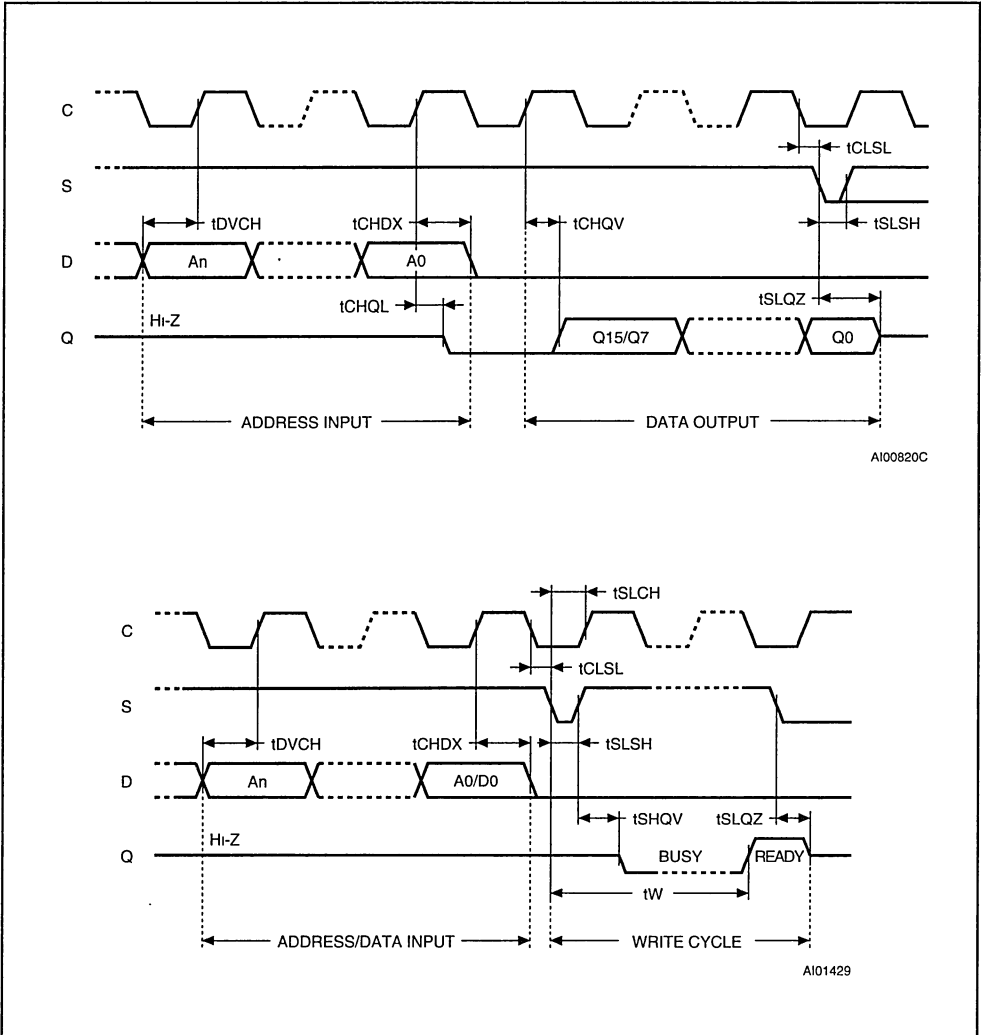 C
tCLSL
S
tDVCH
tCHDX
tCHQV
tSLSH
D
An
A0
tCHQL
tSLQZ
Hi-Z
Q
Q15/Q7
Q0
ADDRESS INPUT
DATA OUTPUT
AI00820C
tSLCH
C
tCLSL
S
tDVCH
tCHDX
tSLSH
D
An
A0/D0
tSHQV
tSLQZ
Hi-Z
Q
BUSY
READY
tW
ADDRESS/DATA INPUT
WRITE CYCLE
AI01429